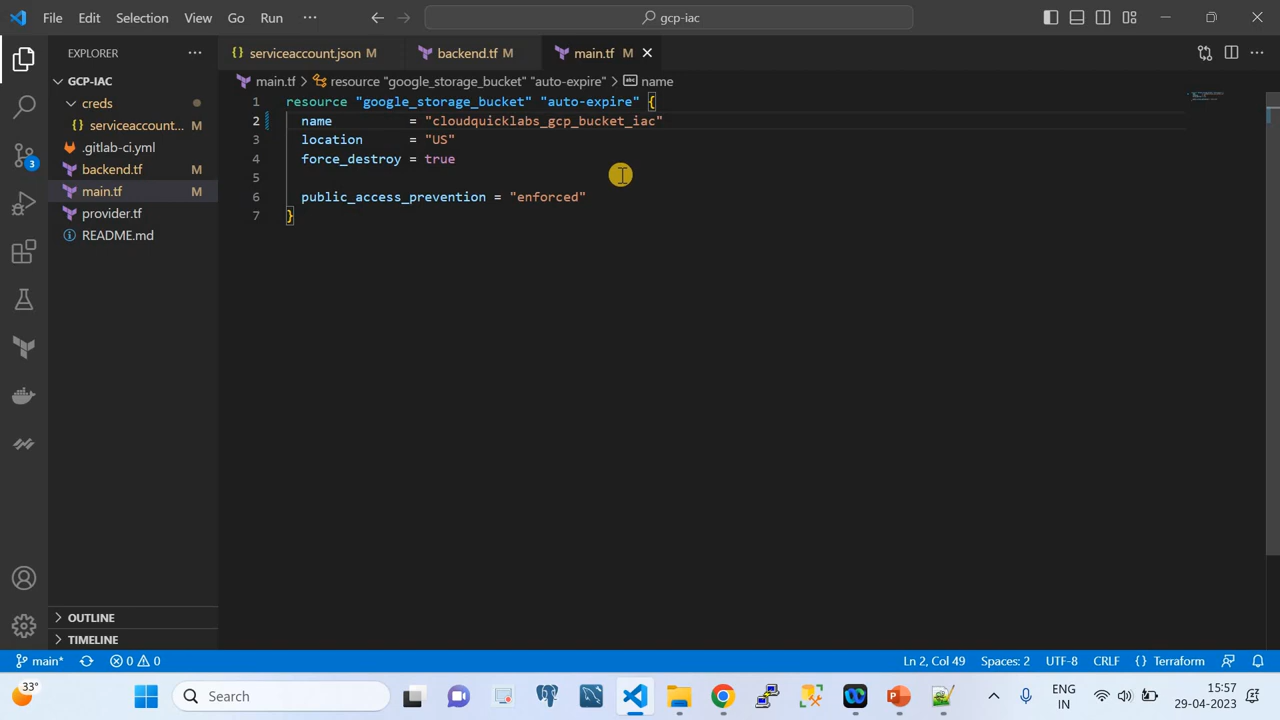 File Edit Selection View Go Run ···
gcp-iac
EXPLORER
GCP-IAC
creds
serviceaccount... M
.gitlab-ci.yml
backend.tf M
main.tf M
provider.tf
README.md
OUTLINE
TIMELINE
serviceaccount.json M
backend.tf M
main.tf M
main.tf > resource "google_storage_bucket" "auto-expire" > name
1 resource "google_storage_bucket" "auto-expire" {
2 name = "cloudquicklabs_gcp_bucket_iac"
3 location = "US"
4 force_destroy = true
5
6 public_access_prevention = "enforced"
7 }
3
main* 0 0
Ln 2, Col 49 Spaces: 2 UTF-8 CRLF {} Terraform
33°
Search
ENG
IN
15:57
29-04-2023